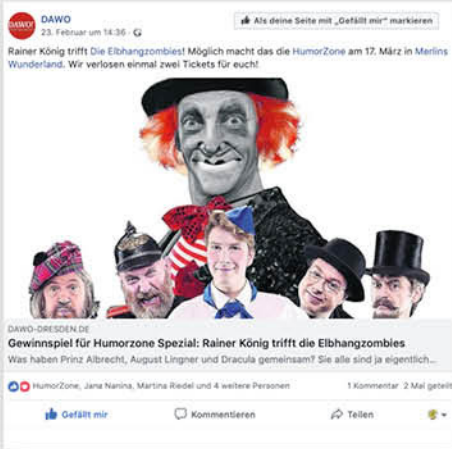 DAWO!
DAWO
23. Februar um 14:36 ·
Als deine Seite mit „Gefällt mir" markieren
Rainer König trifft Die Elbhangzombies! Möglich macht das die HumorZone am 17. März in Merlins
Wunderland. Wir verlosen einmal zwei Tickets für euch!
DAWO-DRESDEN.DE
Gewinnspiel für Humorzone Spezial: Rainer König trifft die Elbhangzombies
Was haben Prinz Albrecht, August Lingner und Dracula gemeinsam? Sie alle sind ja eigentlich...
HumorZone, Jana Nanina, Martina Riedel und 4 weitere Personen
1 Kommentar 2 Mal geteilt
Gefällt mir
Kommentieren
Teilen